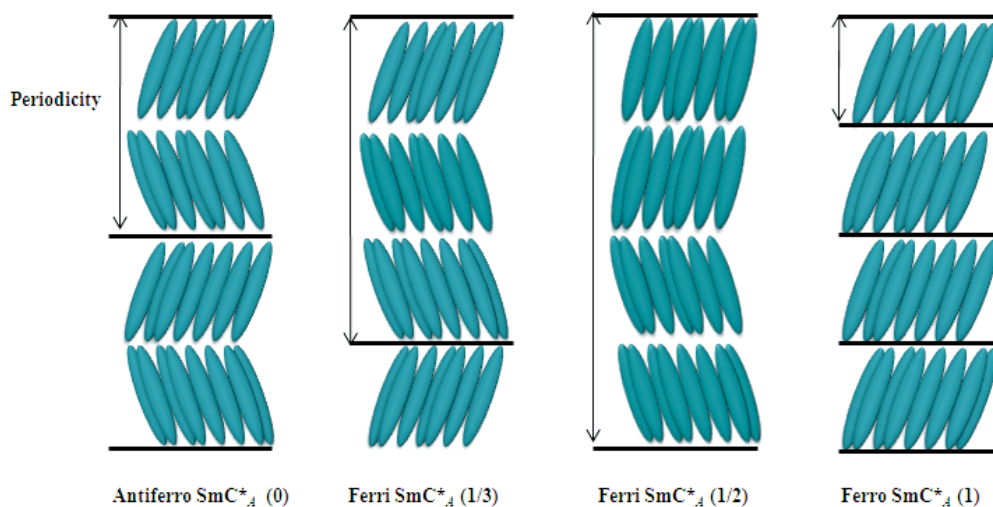 Periodicity
Antiferro SmC*A (0)
Ferri SmC*A (1/3)
Ferri SmC*A (1/2)
Ferro SmC*A (1)